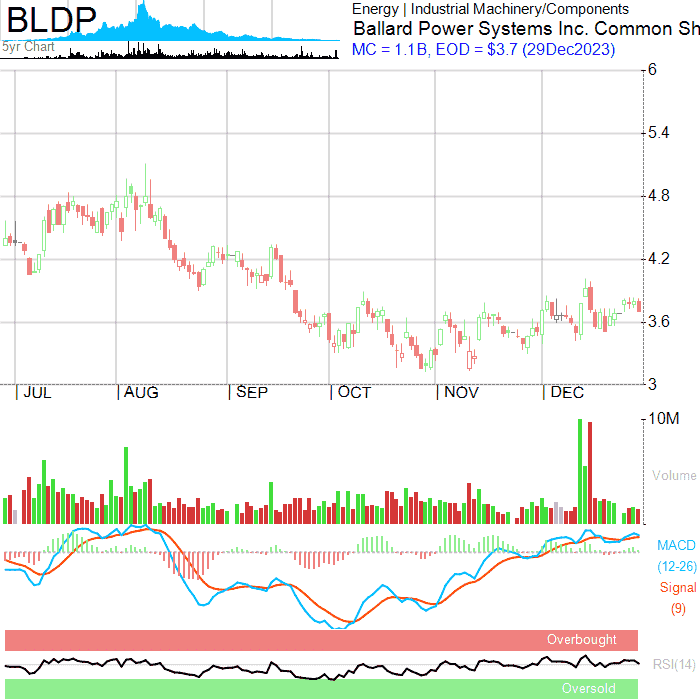 BLDP
5yr Chart
Energy | Industrial Machinery/Components
Ballard Power Systems Inc. Common Sh
MC = 1.1B, EOD = $3.7 (29Dec2023)
6
5.4
4.8
4.2
3.6
3
| JUL | AUG | SEP | OCT | NOV | DEC
10M
Volume
MACD
(12-26)
Signal
(9)
Overbought
RSI(14)
Oversold